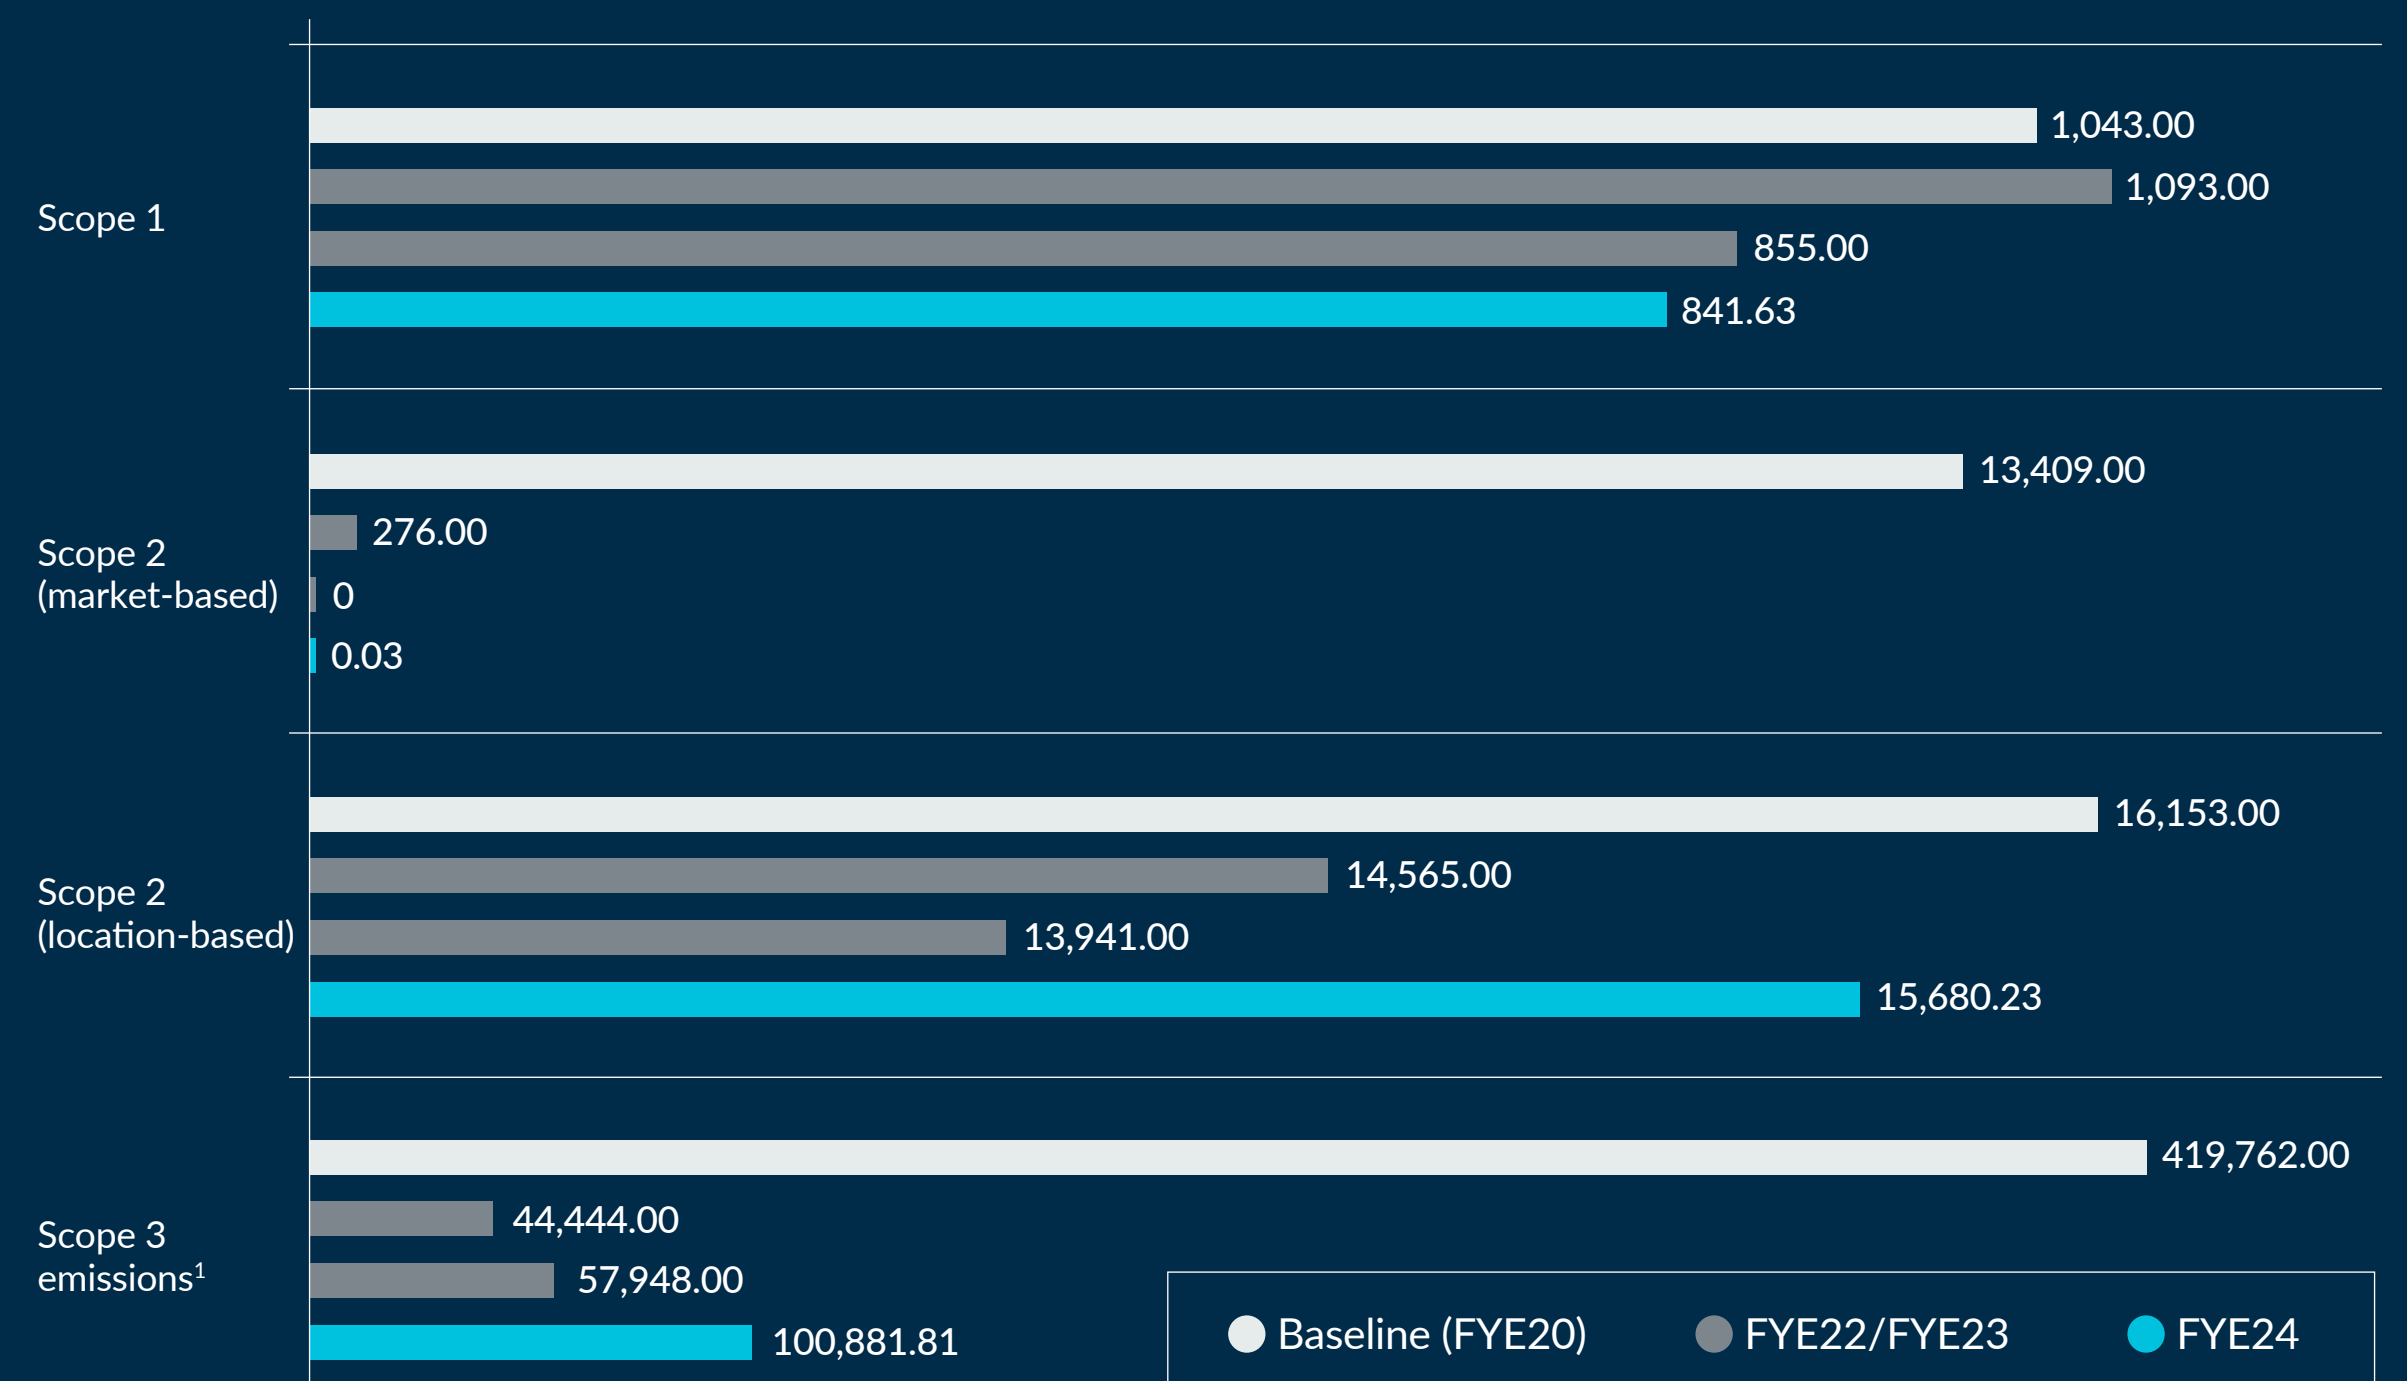 1,043.00
1,093.00
Scope 1
855.00
841.63
13,409.00
276.00
Scope 2
(market-based)
0
0.03
16,153.00
14,565.00
Scope 2
(location-based)
13,941.00
15,680.23
419,762.00
44,444.00
Scope 3
emissions¹
57,948.00
100,881.81
Baseline (FYE20) FYE22/FYE23 FYE24